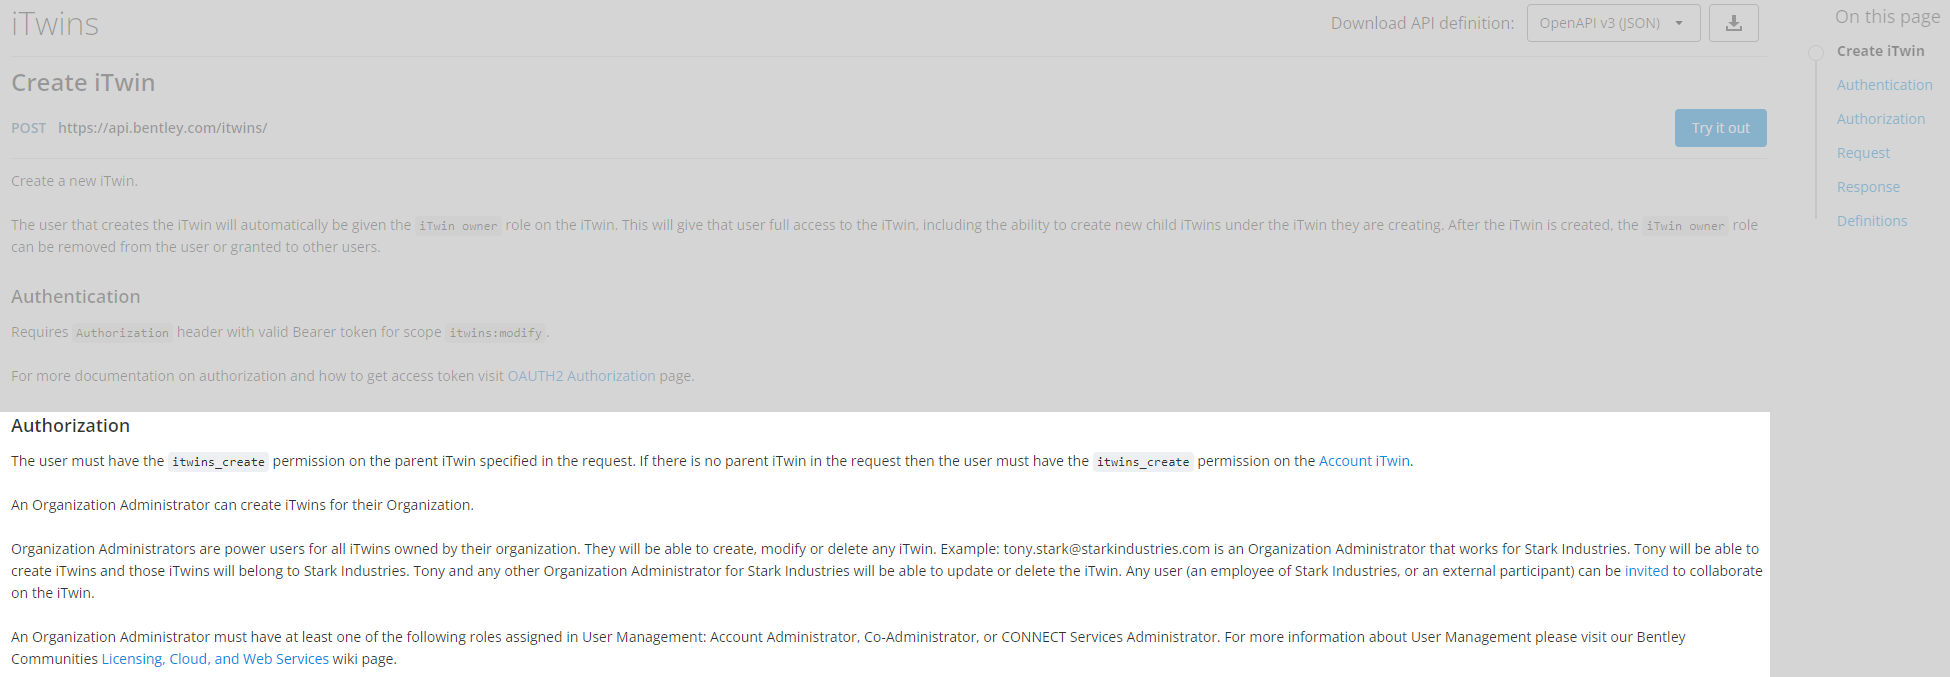 iTwins
Download API definition:
OpenAPI v3 (JSON)
On this page
Create iTwin
Authentication
Authorization
Request
Response
Definitions
Create iTwin
POST https://api.bentley.com/itwins/
Try it out
Create a new iTwin.
The user that creates the iTwin will automatically be given the iTwin owner role on the iTwin. This will give that user full access to the iTwin, including the ability to create new child iTwins under the iTwin they are creating. After the iTwin is created, the iTwin owner role
can be removed from the user or granted to other users.
Authentication
Requires Authorization header with valid Bearer token for scope itwins:modify.
For more documentation on authorization and how to get access token visit OAUTH2 Authorization page.
Authorization
The user must have the itwins_create permission on the parent iTwin specified in the request. If there is no parent iTwin in the request then the user must have the itwins_create permission on the Account iTwin.
An Organization Administrator can create iTwins for their Organization.
Organization Administrators are power users for all iTwins owned by their organization. They will be able to create, modify or delete any iTwin. Example: tony.stark@starkindustries.com is an Organization Administrator that works for Stark Industries. Tony will be able to
create iTwins and those iTwins will belong to Stark Industries. Tony and any other Organization Administrator for Stark Industries will be able to update or delete the iTwin. Any user (an employee of Stark Industries, or an external participant) can be invited to collaborate
on the iTwin.
An Organization Administrator must have at least one of the following roles assigned in User Management: Account Administrator, Co-Administrator, or CONNECT Services Administrator. For more information about User Management please visit our Bentley
Communities Licensing, Cloud, and Web Services wiki page.